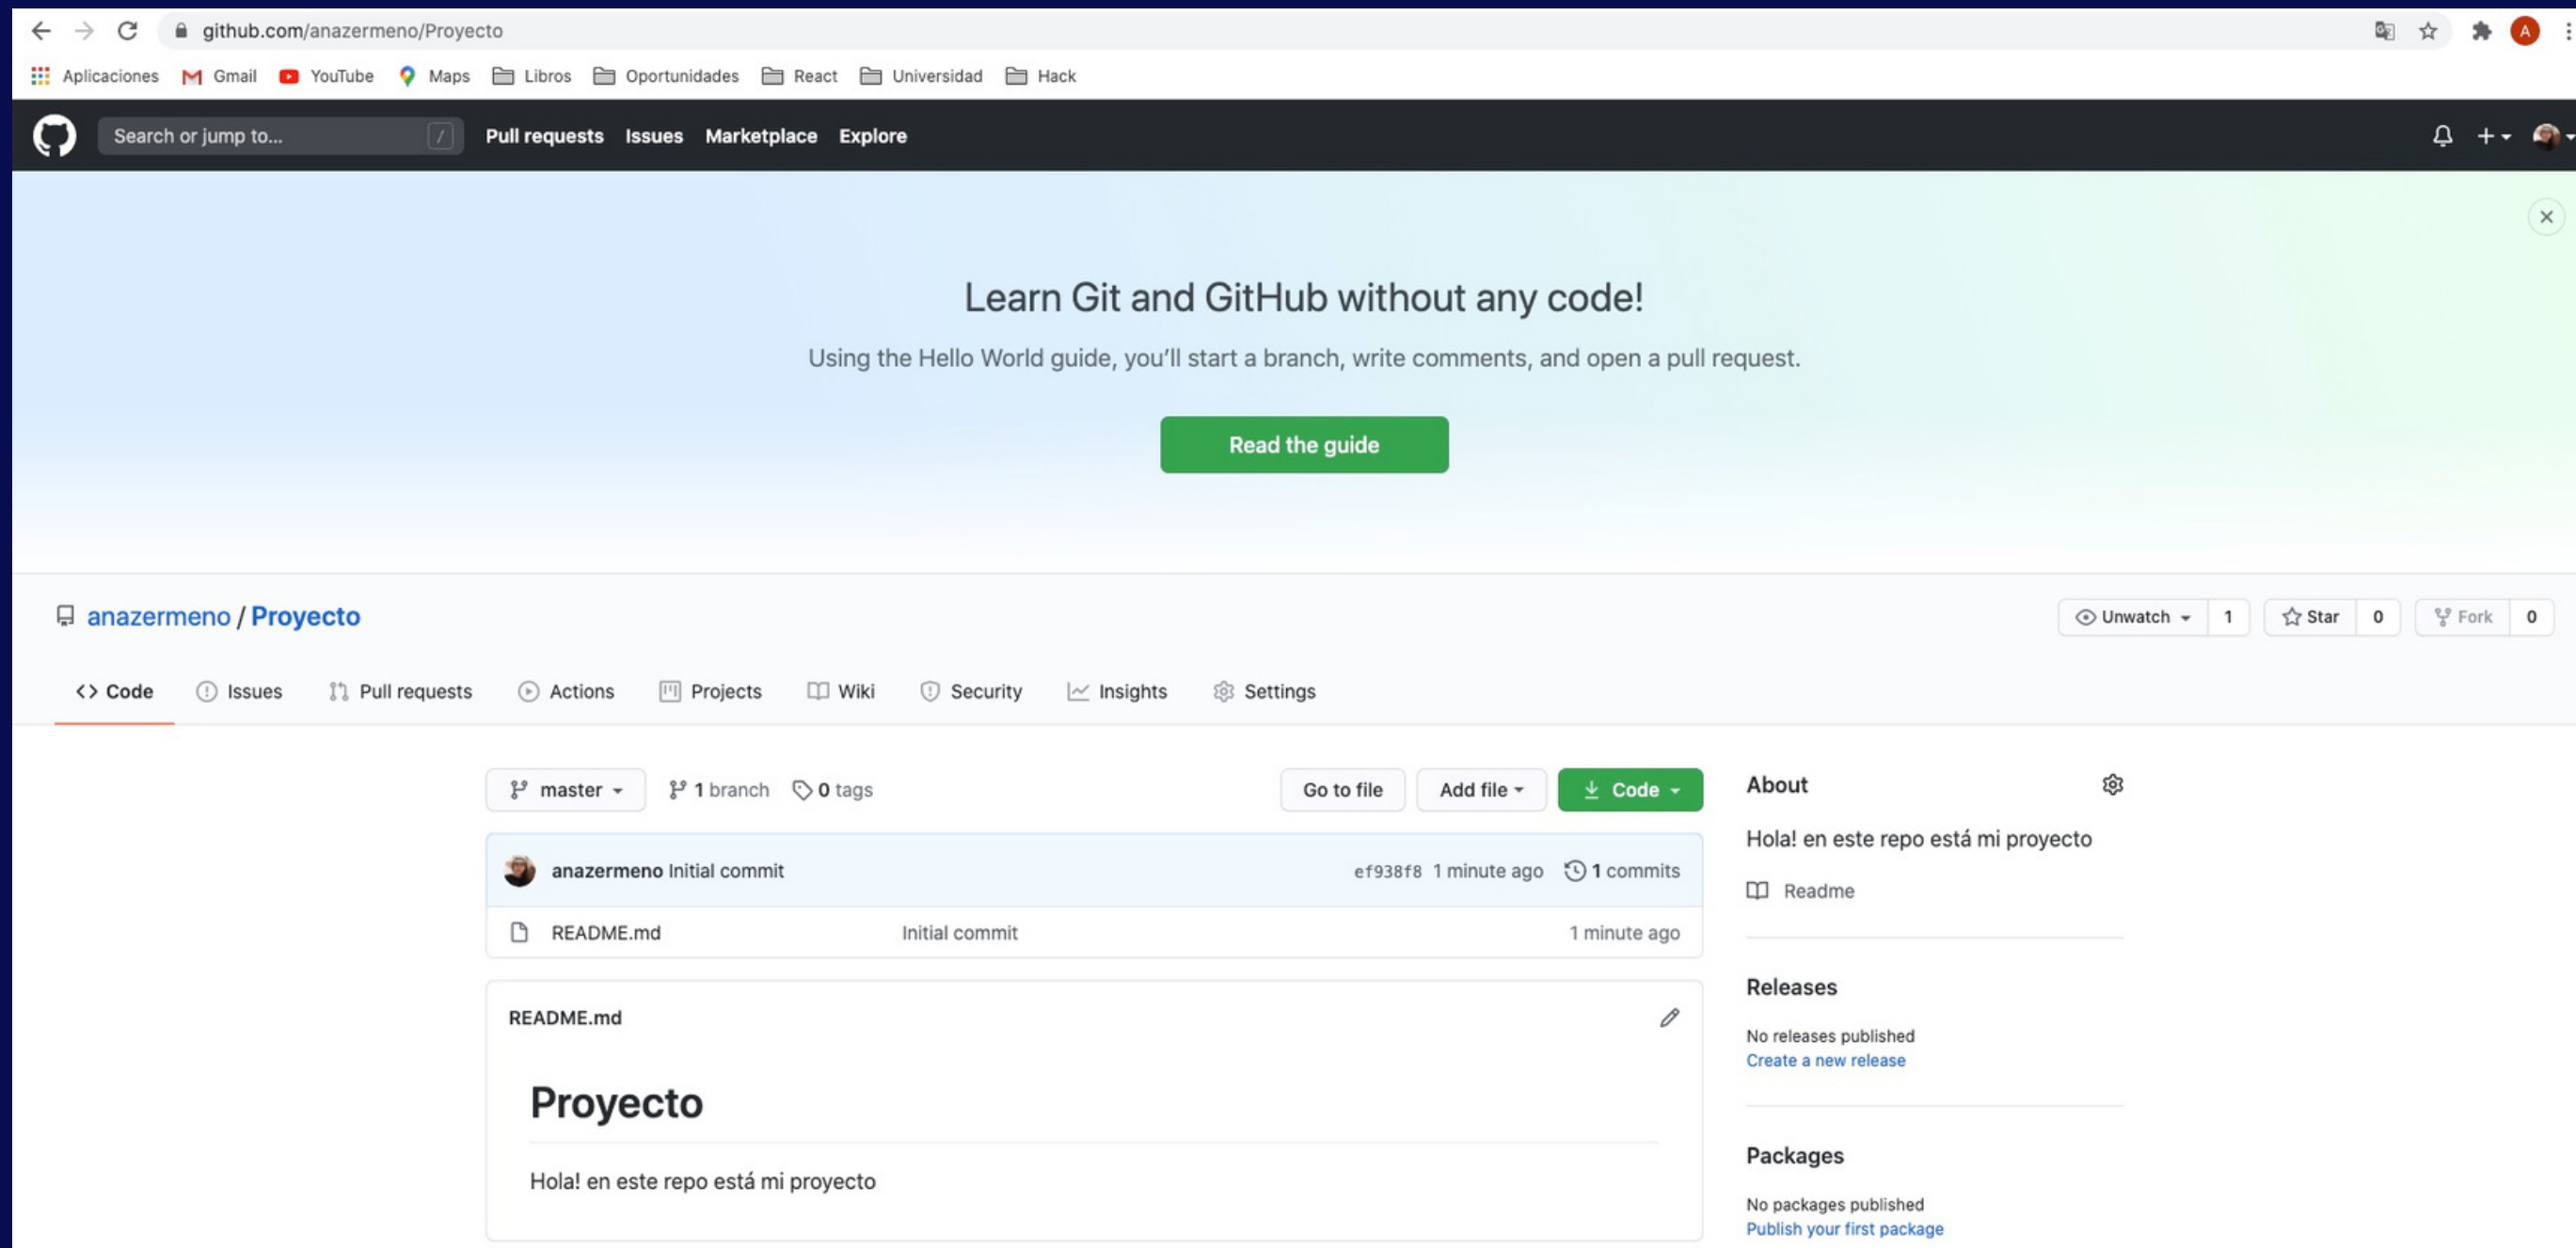 github.com/anazermeno/Proyecto
A
Aplicaciones Gmail YouTube Maps Libros Oportunidades React Universidad Hack
Search or jump to... / Pull requests Issues Marketplace Explore
Learn Git and GitHub without any code!
Using the Hello World guide, you’ll start a branch, write comments, and open a pull request.
Read the guide
anazermeno / Proyecto
Unwatch 1 Star 0 Fork 0
<> Code Issues Pull requests Actions Projects Wiki Security Insights Settings
master 1 branch 0 tags
Go to file Add file Code
anazermeno Initial commit ef938f8 1 minute ago 1 commits
README.md Initial commit 1 minute ago
README.md
Proyecto
Hola! en este repo está mi proyecto
About
Hola! en este repo está mi proyecto
Readme
Releases
No releases published
Create a new release
Packages
No packages published
Publish your first package